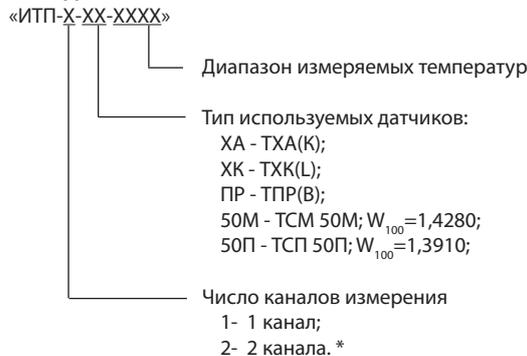 «ИТП-Х-ХХ-ХХХХ»
Диапазон измеряемых температур
Тип используемых датчиков:
ХА - ТХА(К);
ХК - ТХК(L);
ПР - ТПР(В);
50М - ТСМ 50М; W100=1,4280;
50П - ТСП 50П; W100=1,3910;
Число каналов измерения
1- 1 канал;
2- 2 канала. *